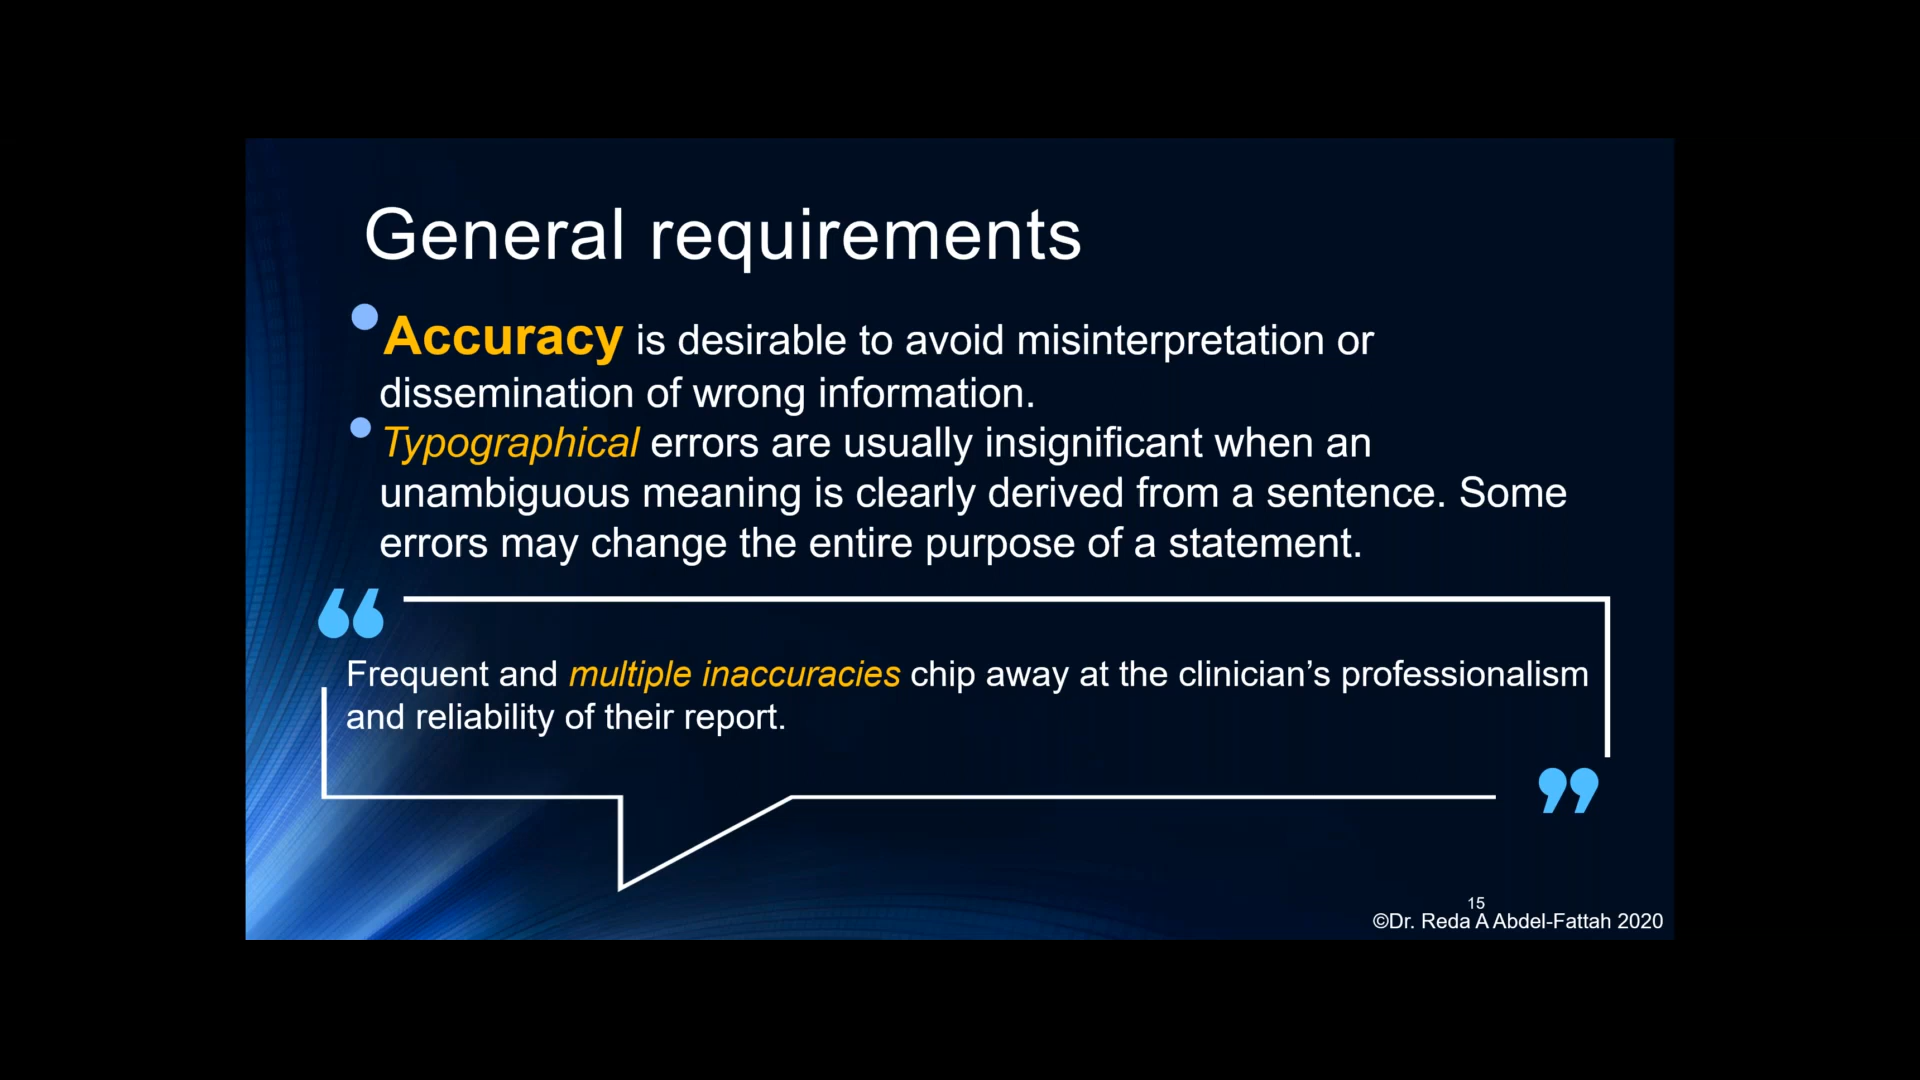 General requirements
Accuracy is desirable to avoid misinterpretation or
dissemination of wrong information.
Typographical errors are usually insignificant when an
unambiguous meaning is clearly derived from a sentence. Some
errors may change the entire purpose of a statement.
“
Frequent and multiple inaccuracies chip away at the clinician’s professionalism
and reliability of their report.
”
15
©Dr. Reda A Abdel-Fattah 2020